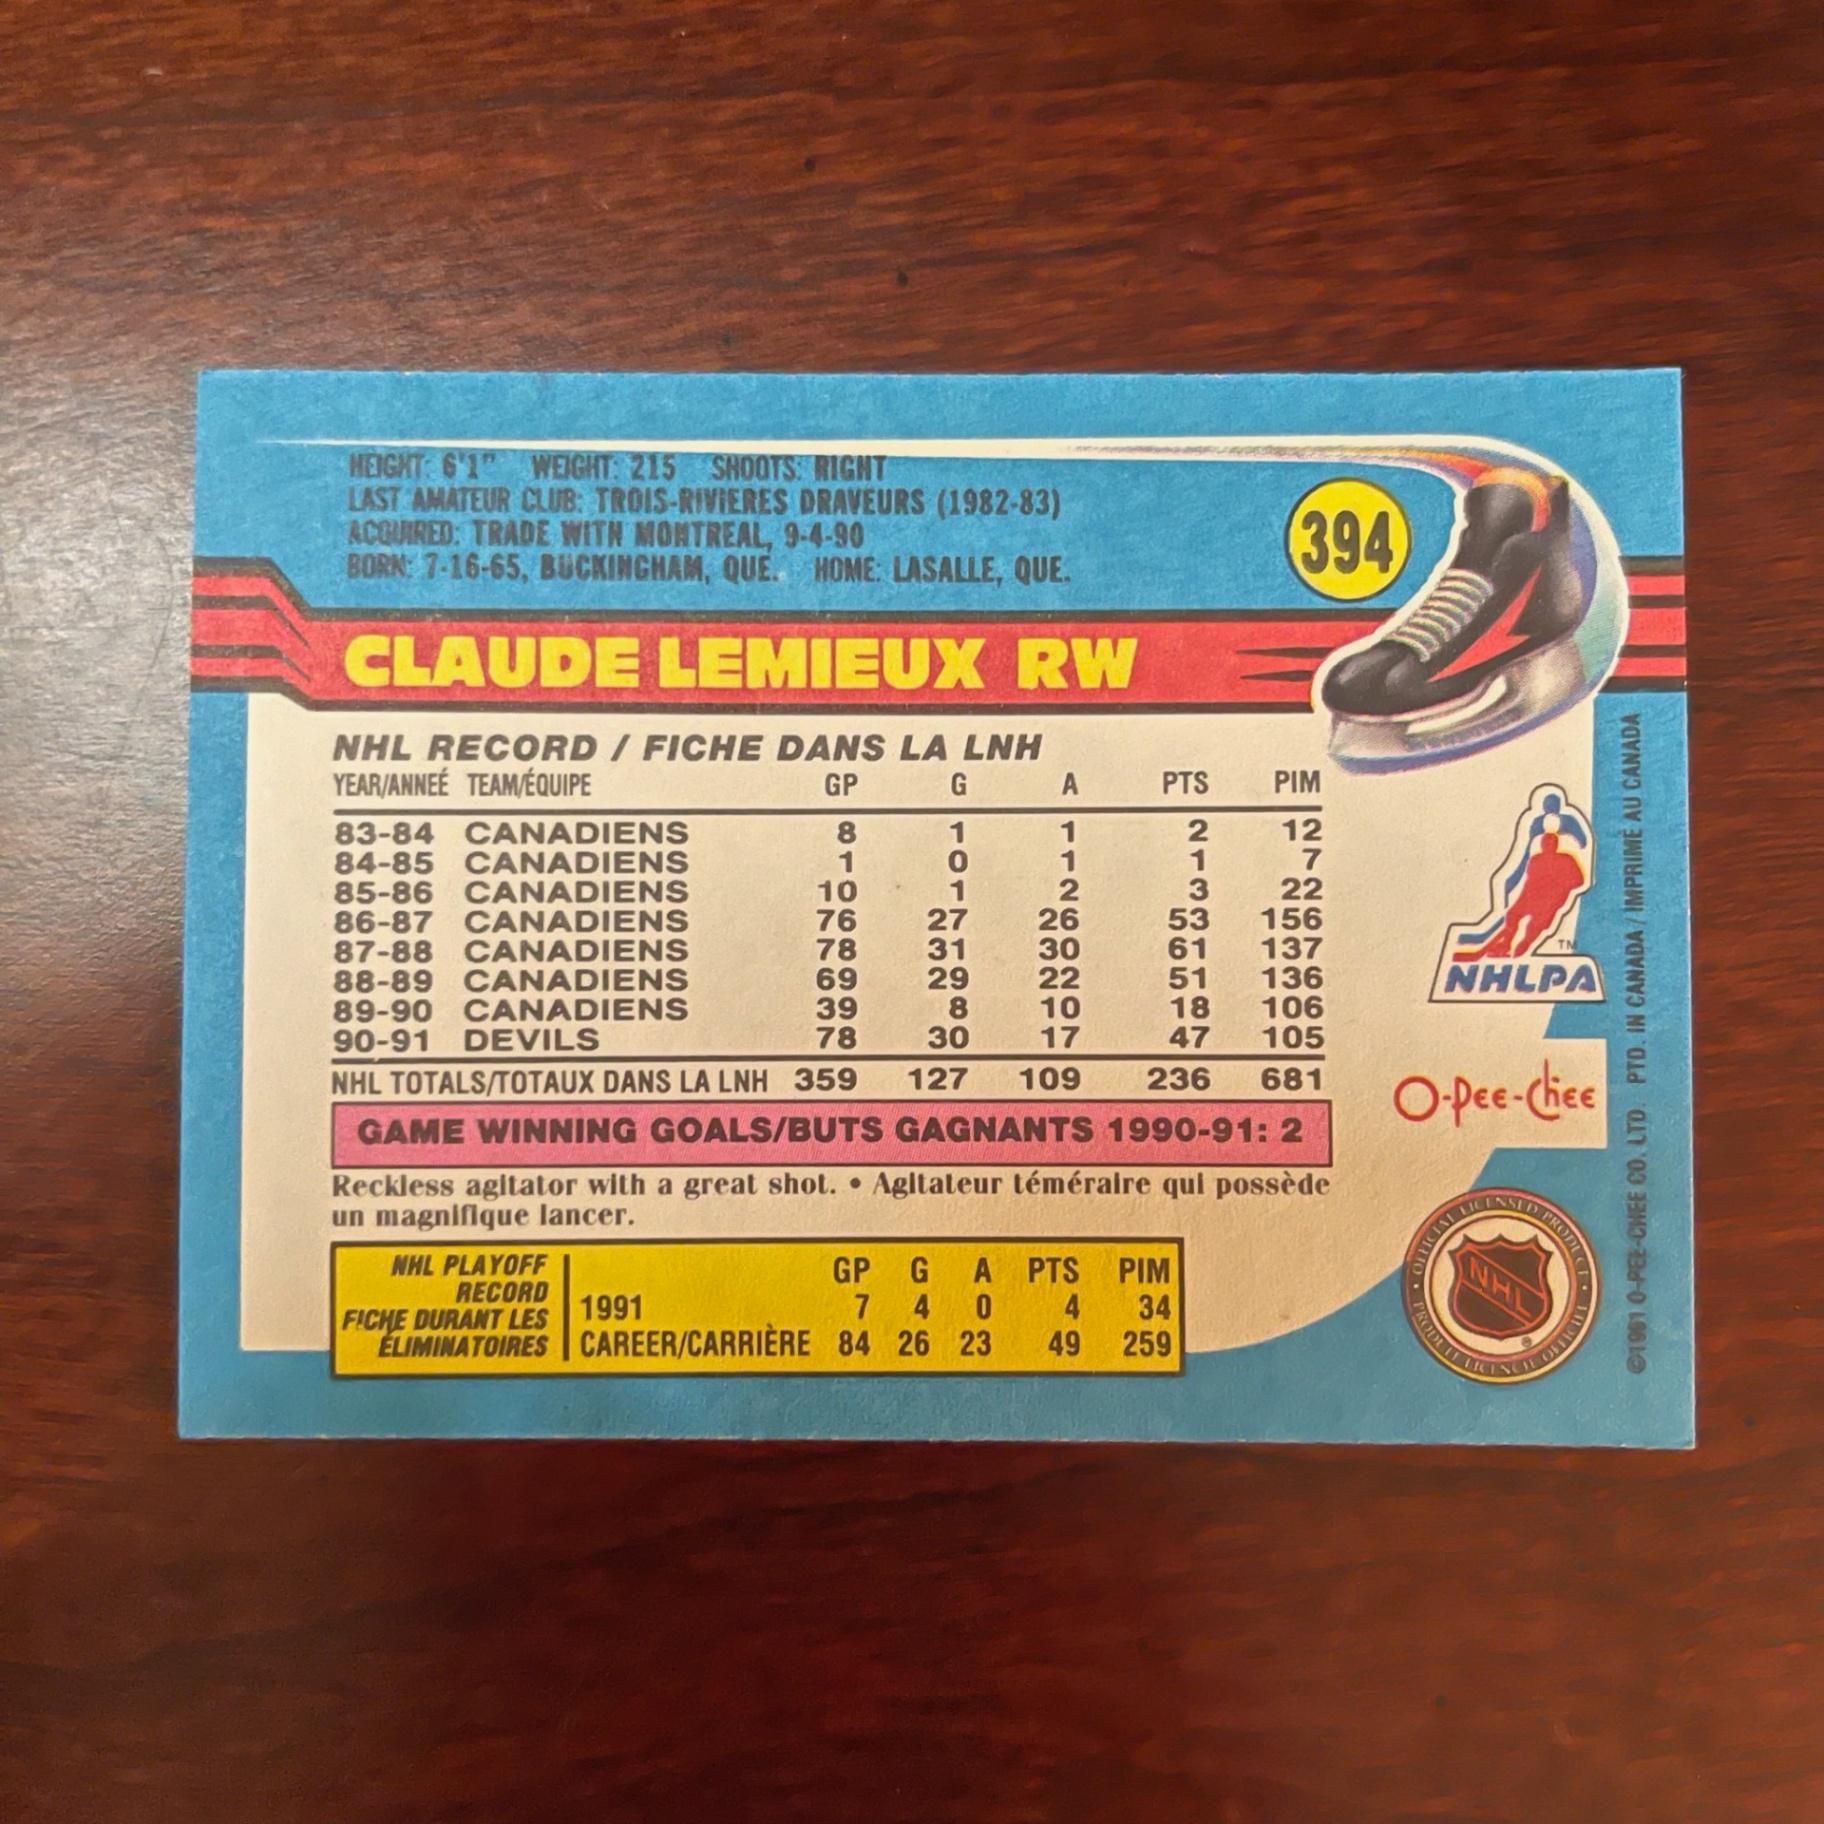 HEIGHT: 6'1" WEIGHT: 215 SHOOTS: RIGHT
LAST AMATEUR CLUB: TROIS-RIVIERES DRAVEURS (1982-83)
ACQUIRED: TRADE WITH MONTREAL, 9-4-90
BORN: 7-16-65, BUCKINGHAM, QUE. HOME: LASALLE, QUE.
394
CLAUDE LEMIEUX RW
NHL RECORD / FICHE DANS LA LNH
YEAR/ANNEÉ TEAM/ÉQUIPE GP G A PTS PIM
83-84 CANADIENS 8 1 1 2 12
84-85 CANADIENS 1 0 1 1 7
85-86 CANADIENS 10 1 2 3 22
86-87 CANADIENS 76 27 26 53 156
87-88 CANADIENS 78 31 30 61 137
88-89 CANADIENS 69 29 22 51 136
89-90 CANADIENS 39 8 10 18 106
90-91 DEVILS 78 30 17 47 105
NHL TOTALS/TOTAUX DANS LA LNH 359 127 109 236 681
GAME WINNING GOALS/BUTS GAGNANTS 1990-91: 2
Reckless agitator with a great shot. • Agitateur téméraire qui possède
un magnifique lancer.
NHL PLAYOFF
RECORD
FICHE DURANT LES
ÉLIMINATOIRES
GP G A PTS PIM
1991 7 4 0 4 34
CAREER/CARRIÈRE 84 26 23 49 259
TM
NHLPA
O-Pee-Chee
OFFICIAL LICENSED PRODUCT
NHL
®
PRODUIT LICENCIÉ OFFICIEL
©1991 O-PEE-CHEE CO. LTD. PTD. IN CANADA / IMPRIMÉ AU CANADA